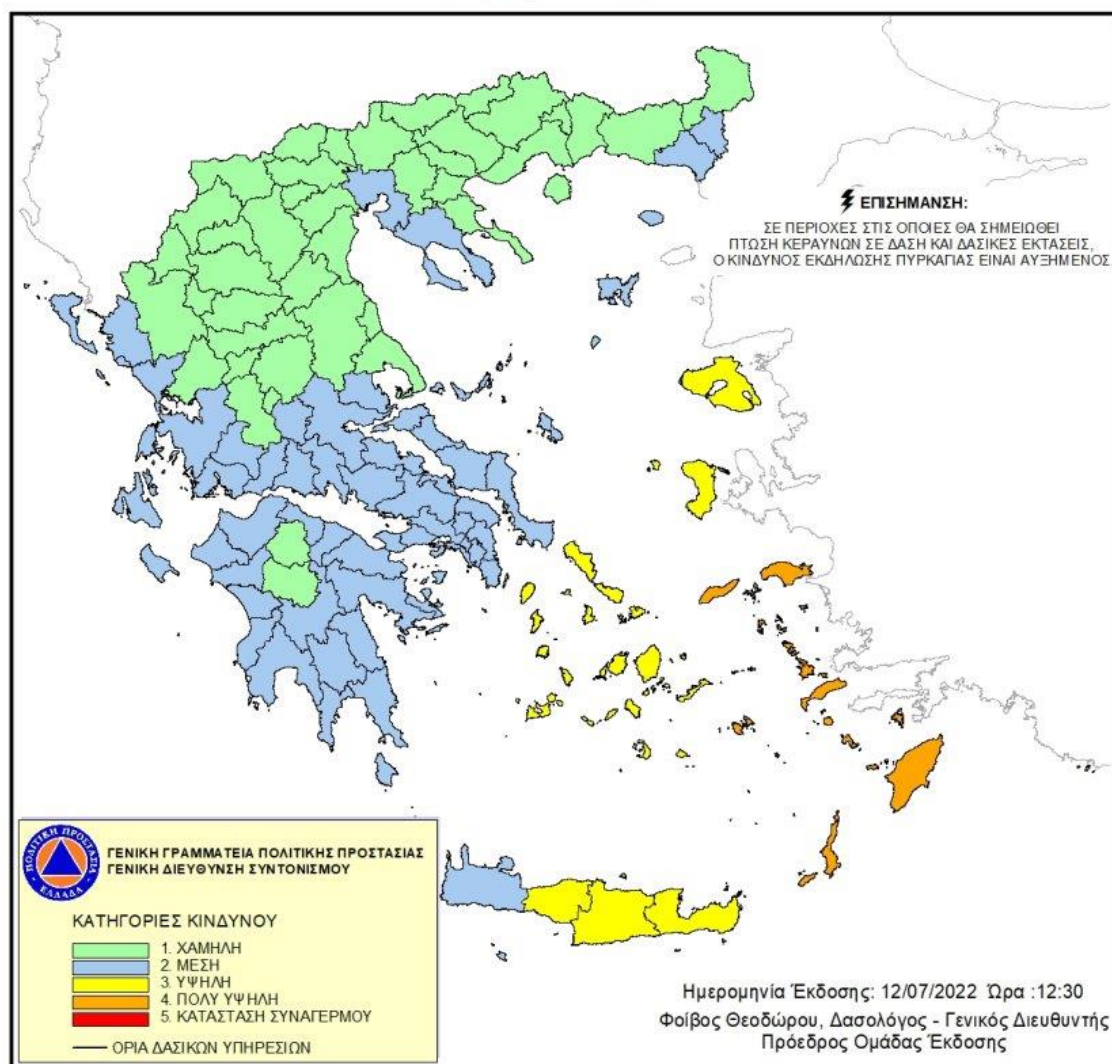 ΕΠΙΣΗΜΑΝΣΗ:
ΣΕ ΠΕΡΙΟΧΕΣ ΣΤΙΣ ΟΠΟΙΕΣ ΘΑ ΣΗΜΕΙΩΘΕΙ
ΠΤΩΣΗ ΚΕΡΑΥΝΩΝ ΣΕ ΔΑΣΗ ΚΑΙ ΔΑΣΙΚΕΣ ΕΚΤΑΣΕΙΣ,
Ο ΚΙΝΔΥΝΟΣ ΕΚΔΗΛΩΣΗΣ ΠΥΡΚΑΓΙΑΣ ΕΙΝΑΙ ΑΥΞΗΜΕΝΟΣ
ΠΟΛΙΤΙΚΗ ΠΡΟΣΤΑΣΙΑ
ΕΛΛΑΔΑ
ΓΕΝΙΚΗ ΓΡΑΜΜΑΤΕΙΑ ΠΟΛΙΤΙΚΗΣ ΠΡΟΣΤΑΣΙΑΣ
ΓΕΝΙΚΗ ΔΙΕΥΘΥΝΣΗ ΣΥΝΤΟΝΙΣΜΟΥ
ΚΑΤΗΓΟΡΙΕΣ ΚΙΝΔΥΝΟΥ
1. ΧΑΜΗΛΗ
2. ΜΕΣΗ
3. ΥΨΗΛΗ
4. ΠΟΛΥ ΥΨΗΛΗ
5. ΚΑΤΑΣΤΑΣΗ ΣΥΝΑΓΕΡΜΟΥ
ΟΡΙΑ ΔΑΣΙΚΩΝ ΥΠΗΡΕΣΙΩΝ
Ημερομηνία Έκδοσης: 12/07/2022 Ώρα :12:30
Φοίβος Θεοδώρου, Δασολόγος - Γενικός Διευθυντής
Πρόεδρος Ομάδας Έκδοσης